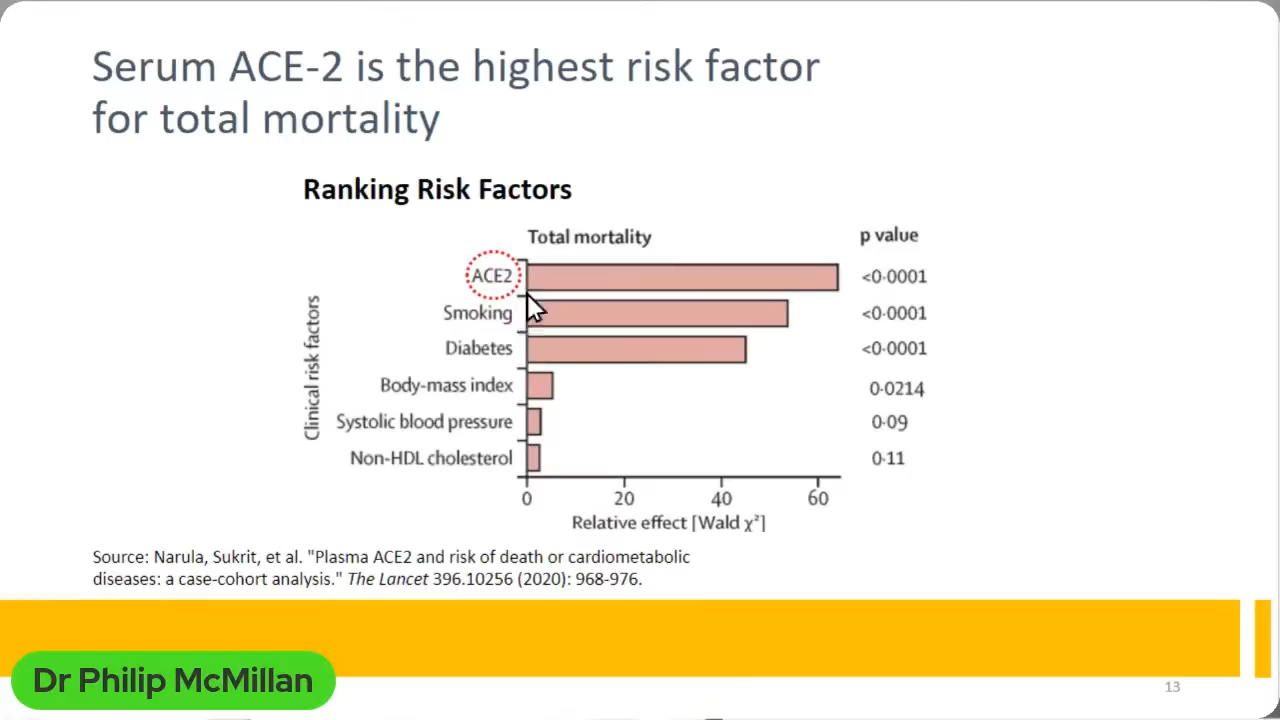 Serum ACE-2 is the highest risk factor
for total mortality
Ranking Risk Factors
Total mortality
p value
Clinical risk factors
ACE2
<0·0001
Smoking
<0·0001
Diabetes
<0·0001
Body-mass index
0·0214
Systolic blood pressure
0·09
Non-HDL cholesterol
0·11
0 20 40 60
Relative effect [Wald χ²]
Source: Narula, Sukrit, et al. "Plasma ACE2 and risk of death or cardiometabolic
diseases: a case-cohort analysis." The Lancet 396.10256 (2020): 968-976.
Dr Philip McMillan
13